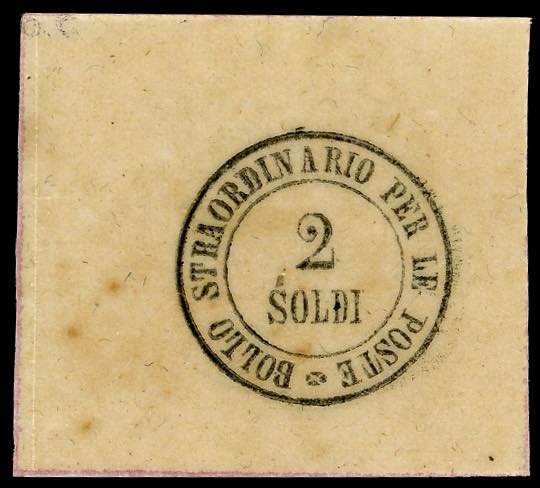 BOLLO STRAORDINARIO PER LE POSTE
2
SOLDI